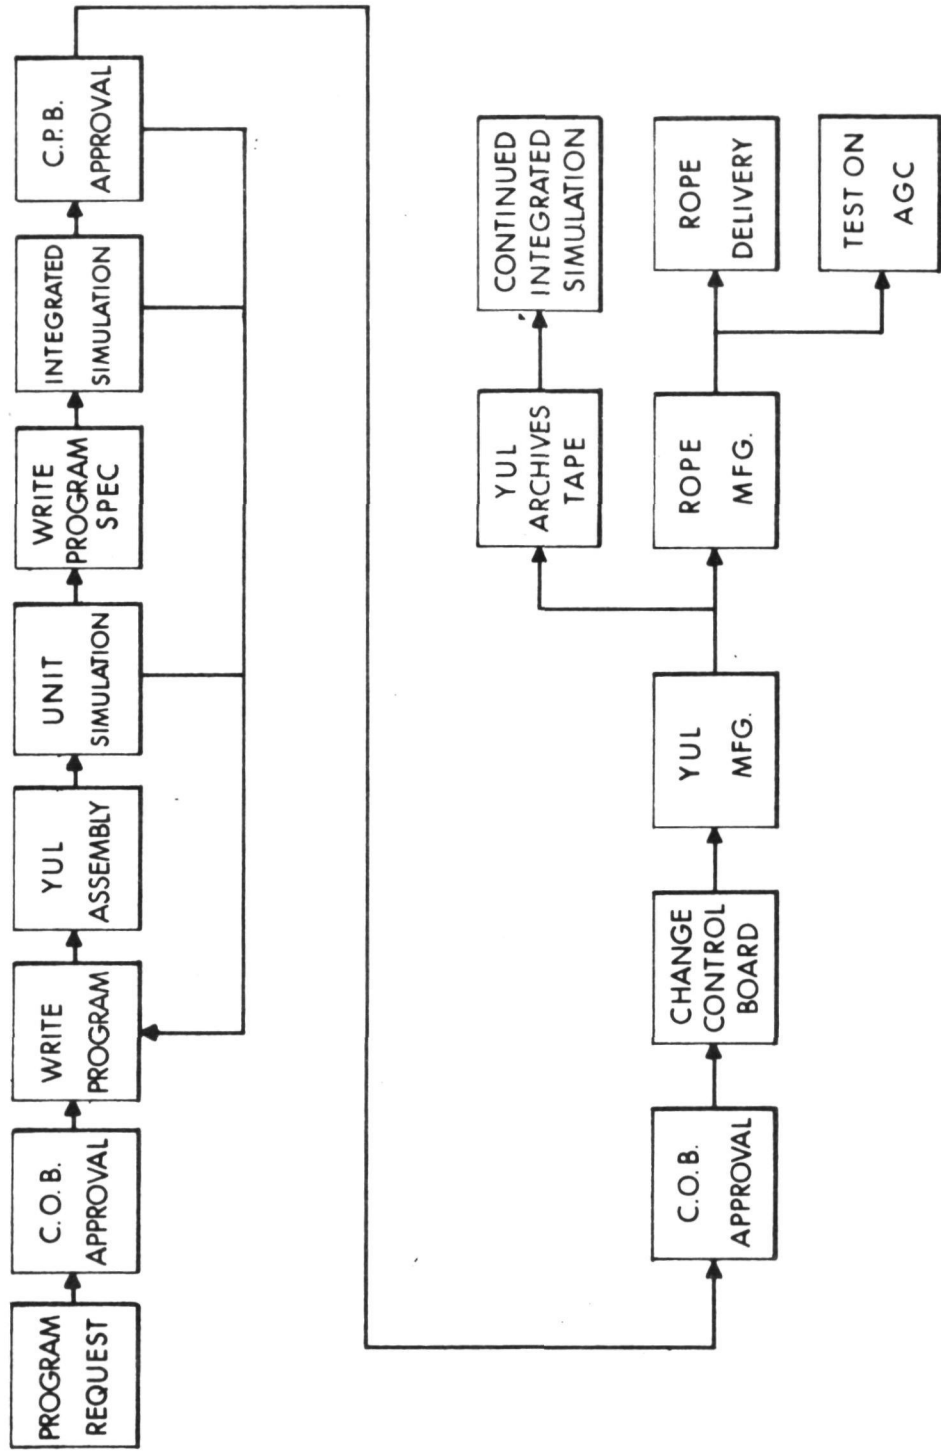 PROGRAM
REQUEST
C.O.B.
APPROVAL
WRITE
PROGRAM
YUL
ASSEMBLY
UNIT
SIMULATION
WRITE
PROGRAM
SPEC
INTEGRATED
SIMULATION
C.P.B.
APPROVAL
C.O.B.
APPROVAL
CHANGE
CONTROL
BOARD
YUL
MFG.
YUL
ARCHIVES
TAPE
CONTINUED
INTEGRATED
SIMULATION
ROPE
MFG.
ROPE
DELIVERY
TEST ON
AGC